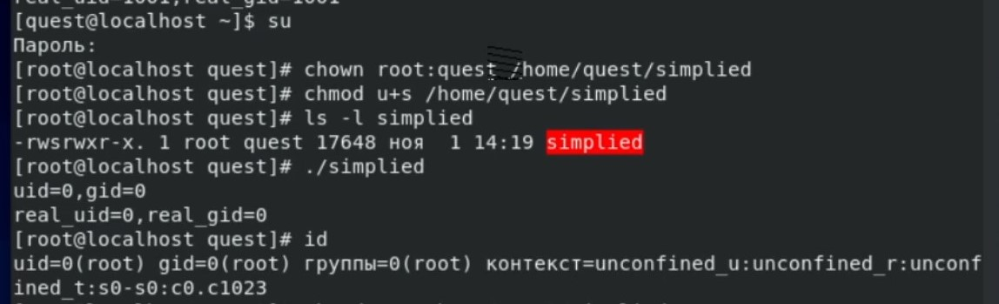 [quest@localhost ~]$ su
Пароль:
[root@localhost quest]# chown root:quest /home/quest/simplied
[root@localhost quest]# chmod u+s /home/quest/simplied
[root@localhost quest]# ls -l simplied
-rwsrwxr-x. 1 root quest 17648 ноя  1 14:19 simplied
[root@localhost quest]# ./simplied
uid=0,gid=0
real_uid=0,real_gid=0
[root@localhost quest]# id
uid=0(root) gid=0(root) группы=0(root) контекст=unconfined_u:unconfined_r:unconf
ined_t:s0-s0:c0.c1023